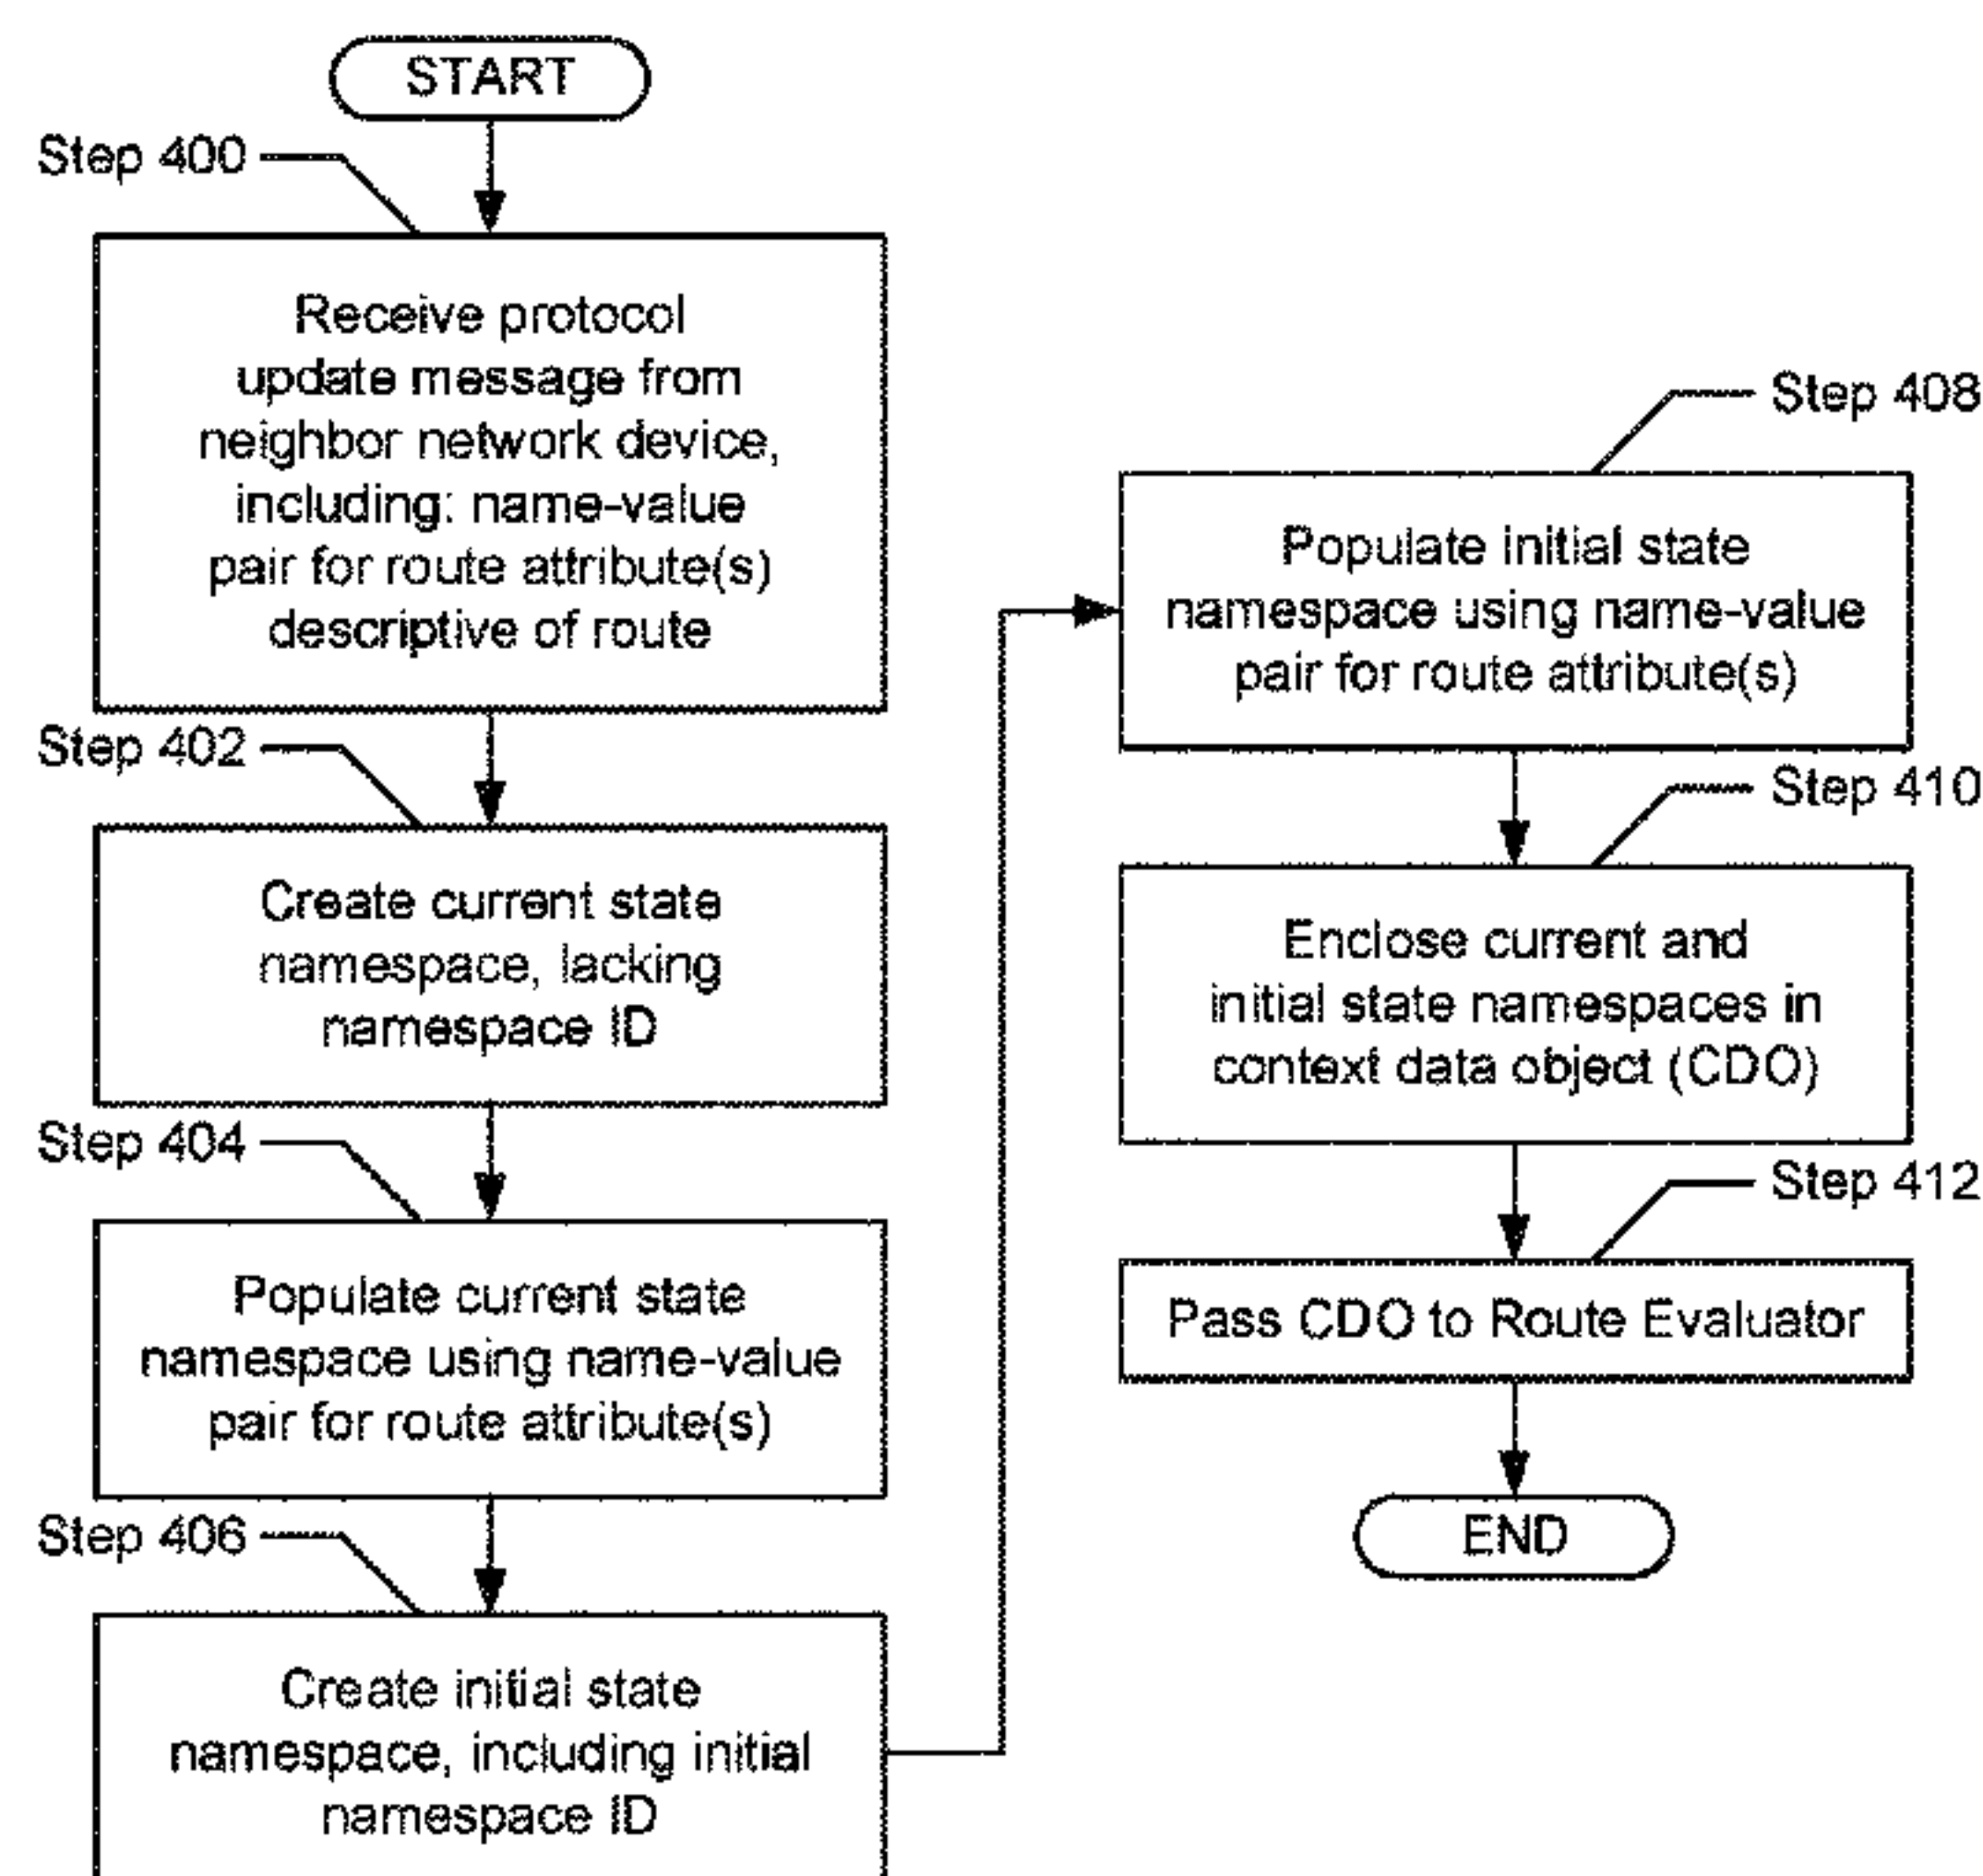 START
Step 400
Receive protocol
update message from
neighbor network device,
including: name-value
pair for route attribute(s)
descriptive of route
Step 402
Create current state
namespace, lacking
namespace ID
Step 404
Populate current state
namespace using name-value
pair for route attribute(s)
Step 406
Create initial state
namespace, including initial
namespace ID
Step 408
Populate initial state
namespace using name-value
pair for route attribute(s)
Step 410
Enclose current and
initial state namespaces in
context data object (CDO)
Step 412
Pass CDO to Route Evaluator
END